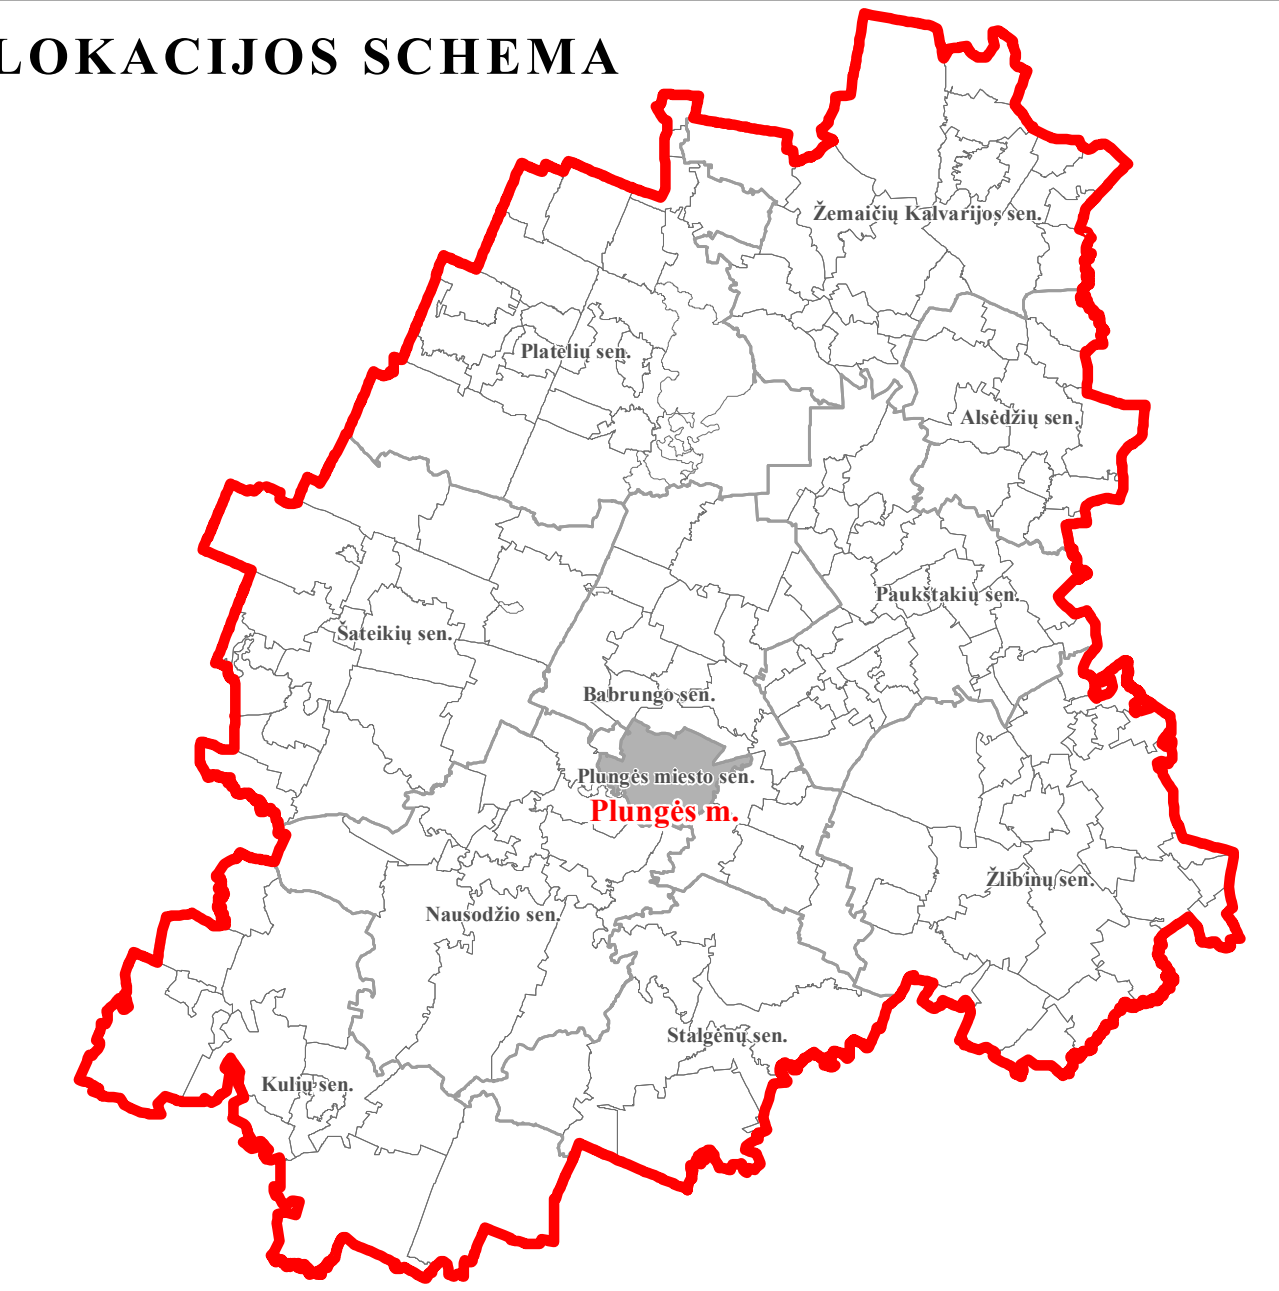 LOKACIJOS SCHEMA
Žemaičių Kalvarijos sen.
Platelių sen.
Alsėdžių sen.
Paukštakių sen.
Šateikių sen.
Babrungo sen.
Plungės miesto sen.
Plungės m.
Žlibinų sen.
Nausodžio sen.
Stalgėnų sen.
Kulių sen.